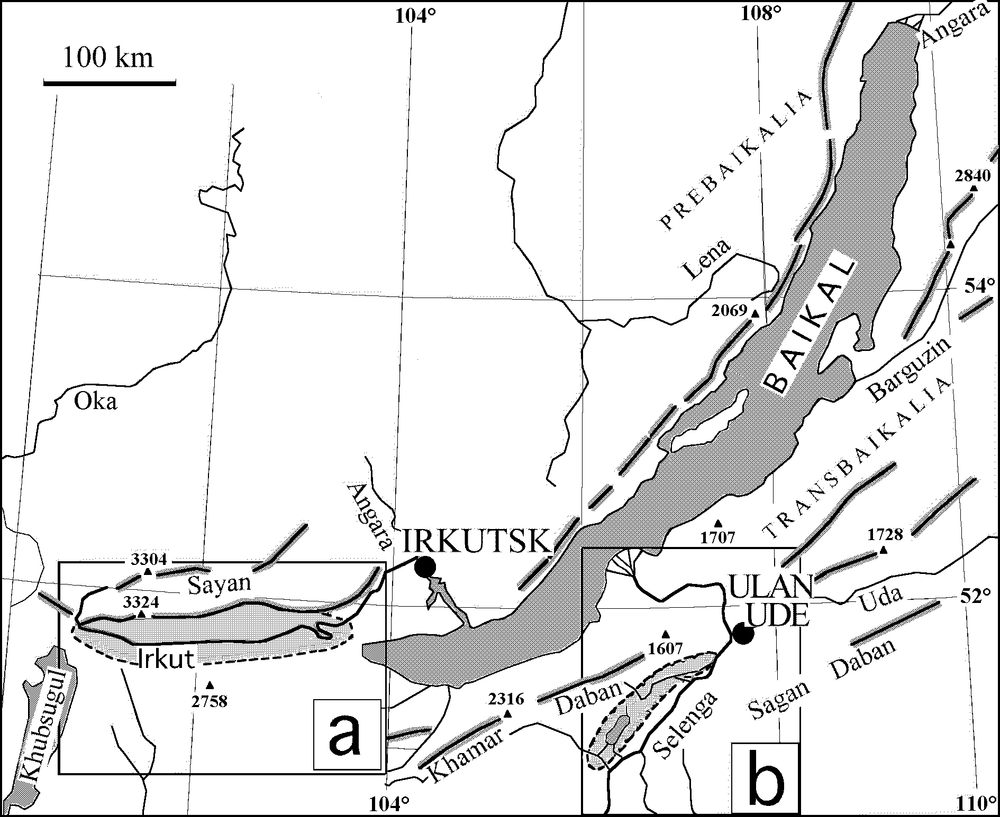 104°
108°
Angara
100 km
PREBAIKALIA
2840
Lena
54°
2069
BAIKAL
Barguzin
Oka
TRANSBAIKALIA
Angara
IRKUTSK
1707
1728
3304
Sayan
ULAN
UDE
Uda
52°
3324
1607
Irkut
Daban
Khubsugul
2758
2316
Daban
Sagan
Selenga
a
Khamar
b
104°
110°